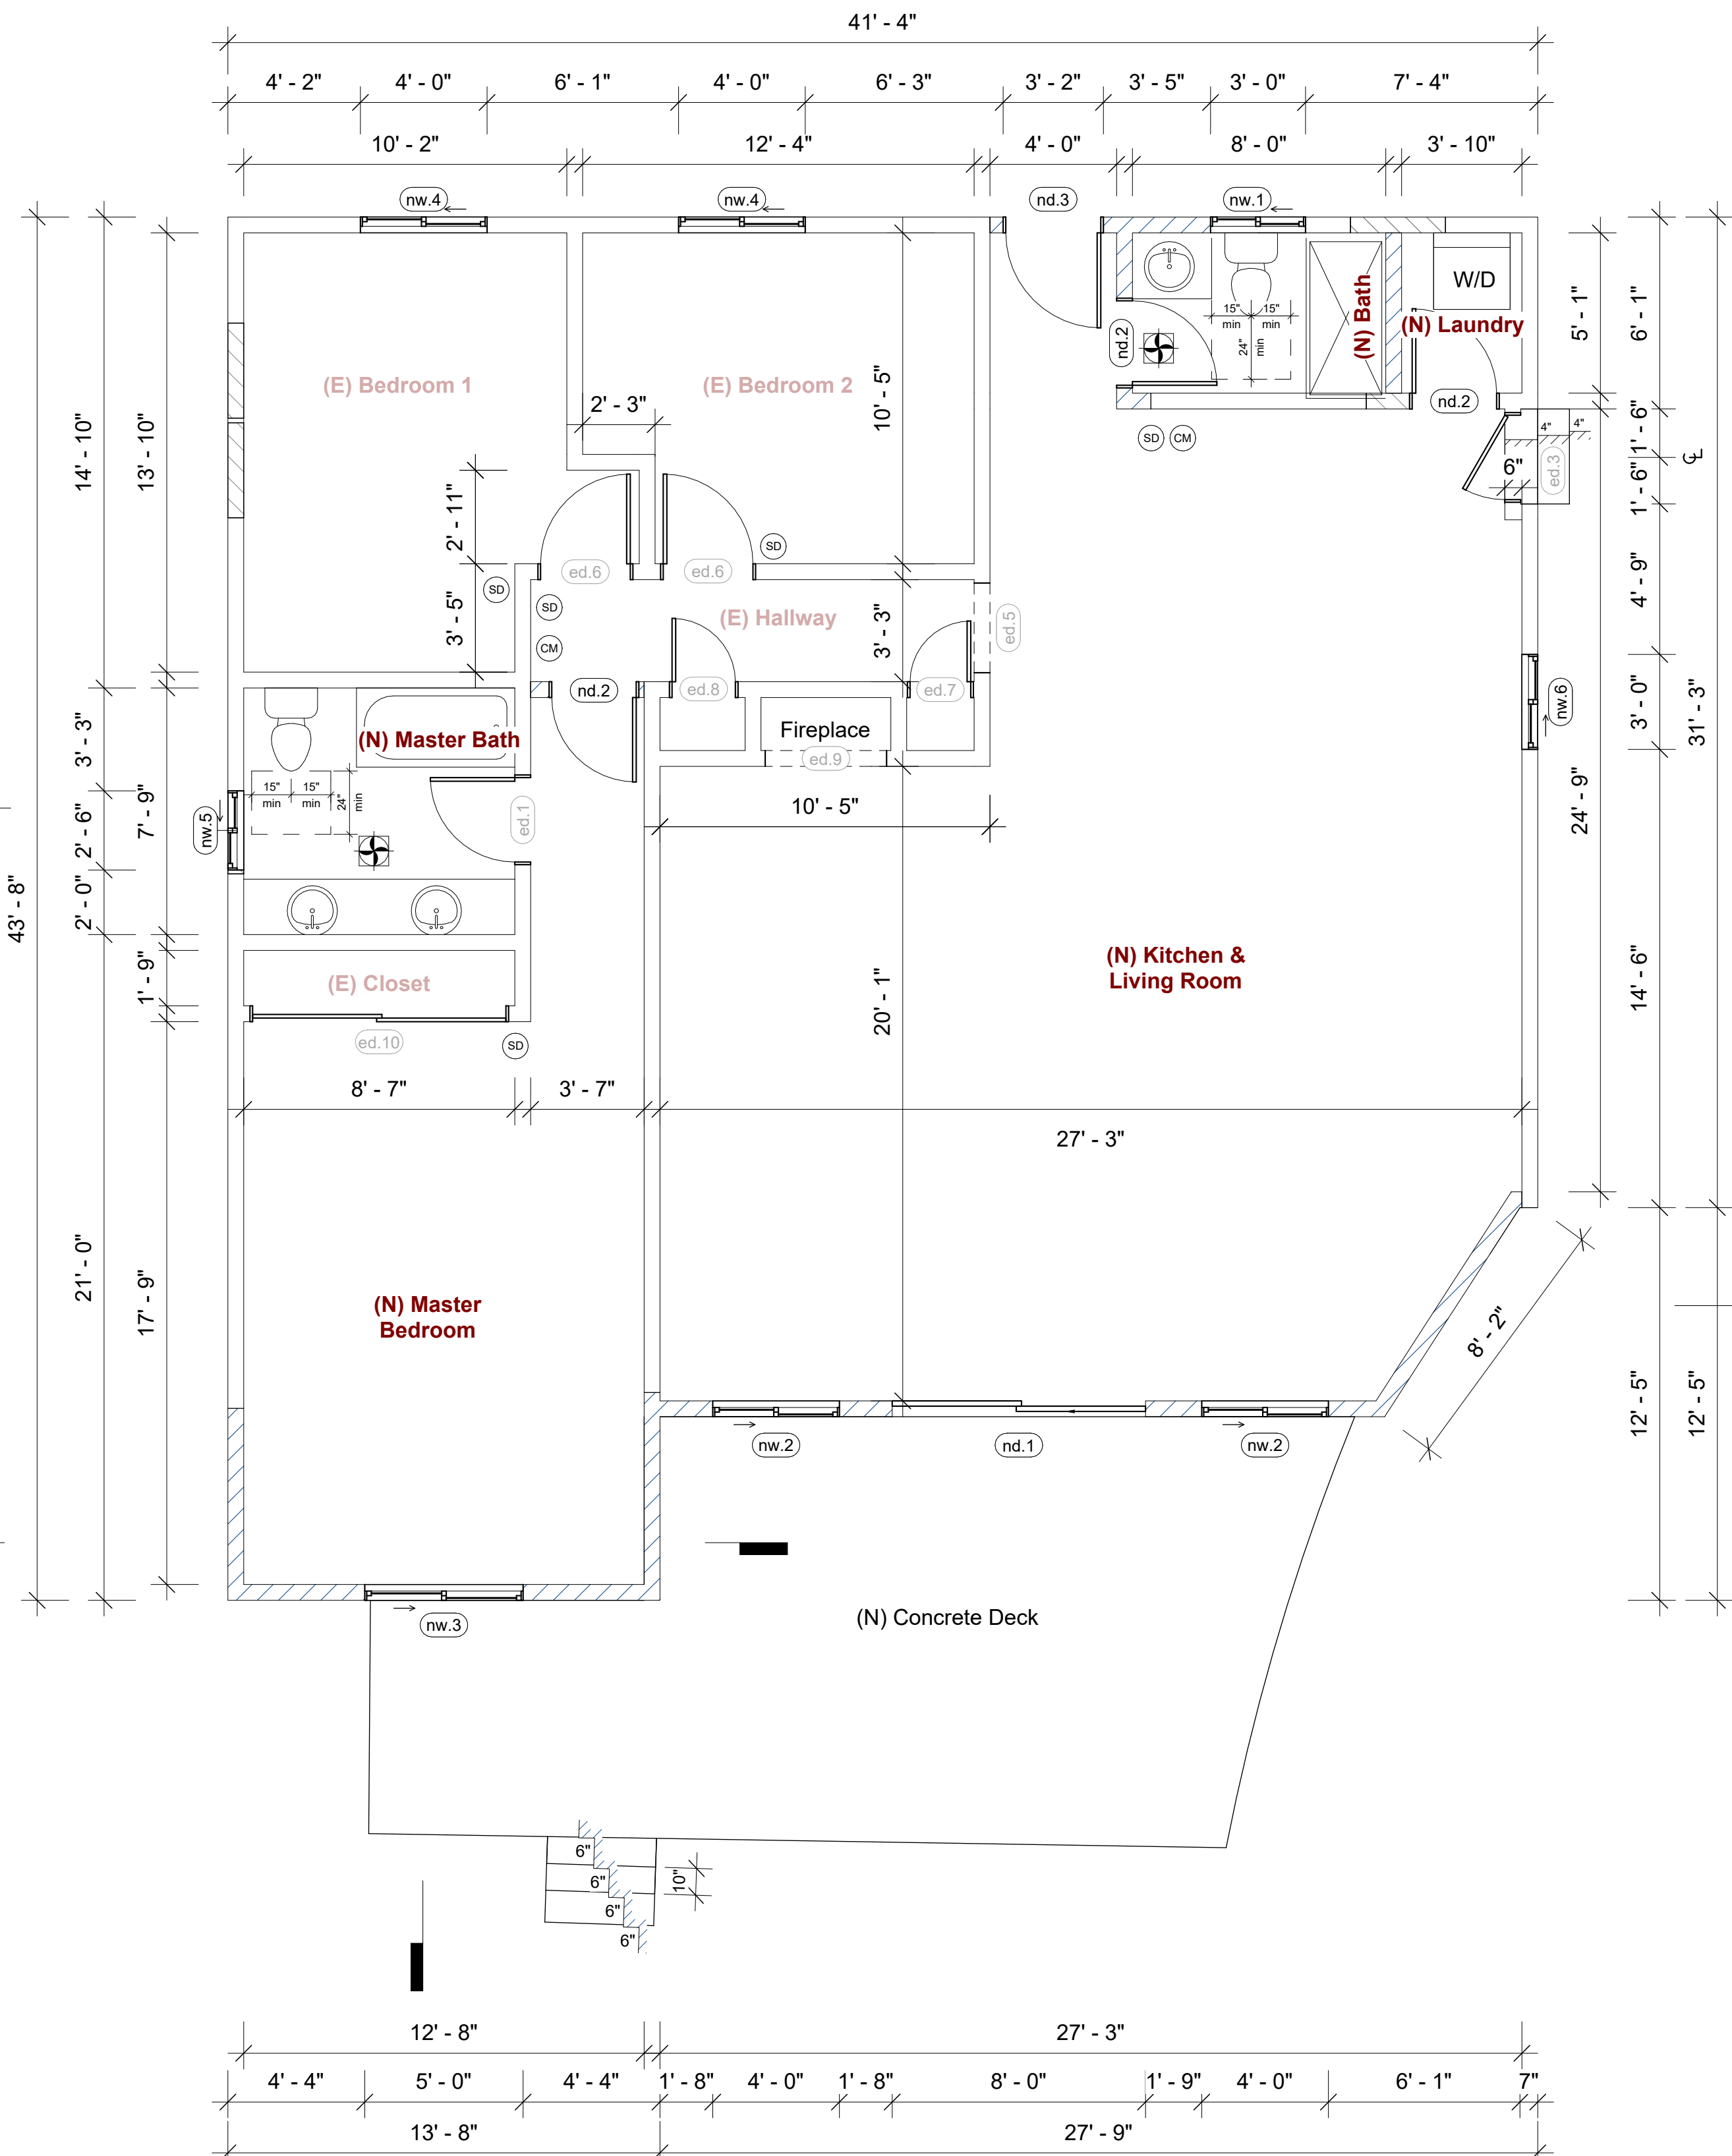 41' - 4"
4' - 2" 4' - 0" 6' - 1" 4' - 0" 6' - 3" 3' - 2" 3' - 5" 3' - 0" 7' - 4"
10' - 2" 12' - 4" 4' - 0" 8' - 0" 3' - 10"
nw.4 nw.4 nd.3 nw.1
W/D
(N) Bath
(N) Laundry
15" 15"
min min
24"
min
nd.2
nd.2
(E) Bedroom 1
(E) Bedroom 2
2' - 3"
10' - 5"
SD CM
4" 4"
6"
ed.3
5' - 1"
6' - 1"
1' - 6"
1' - 6"
CL
14' - 10"
13' - 10"
2' - 11"
3' - 5"
SD
SD
SD
CM
ed.6 ed.6
(E) Hallway
3' - 3"
ed.5
nd.2
ed.8
ed.7
Fireplace
ed.9
10' - 5"
4' - 9"
3' - 0"
nw.6
31' - 3"
24' - 9"
14' - 6"
(N) Master Bath
15" 15"
min min
24"
min
ed.1
nw.5
3' - 3"
2' - 6"
2' - 0"
7' - 9"
1' - 9"
43' - 8"
(E) Closet
ed.10
SD
20' - 1"
(N) Kitchen &
Living Room
8' - 7" 3' - 7"
27' - 3"
21' - 0"
17' - 9"
(N) Master
Bedroom
8' - 2"
12' - 5"
12' - 5"
nw.2 nd.1 nw.2
nw.3
(N) Concrete Deck
6"
6"
6"
6"
10"
12' - 8" 27' - 3"
4' - 4" 5' - 0" 4' - 4" 1' - 8" 4' - 0" 1' - 8" 8' - 0" 1' - 9" 4' - 0" 6' - 1" 7"
13' - 8" 27' - 9"